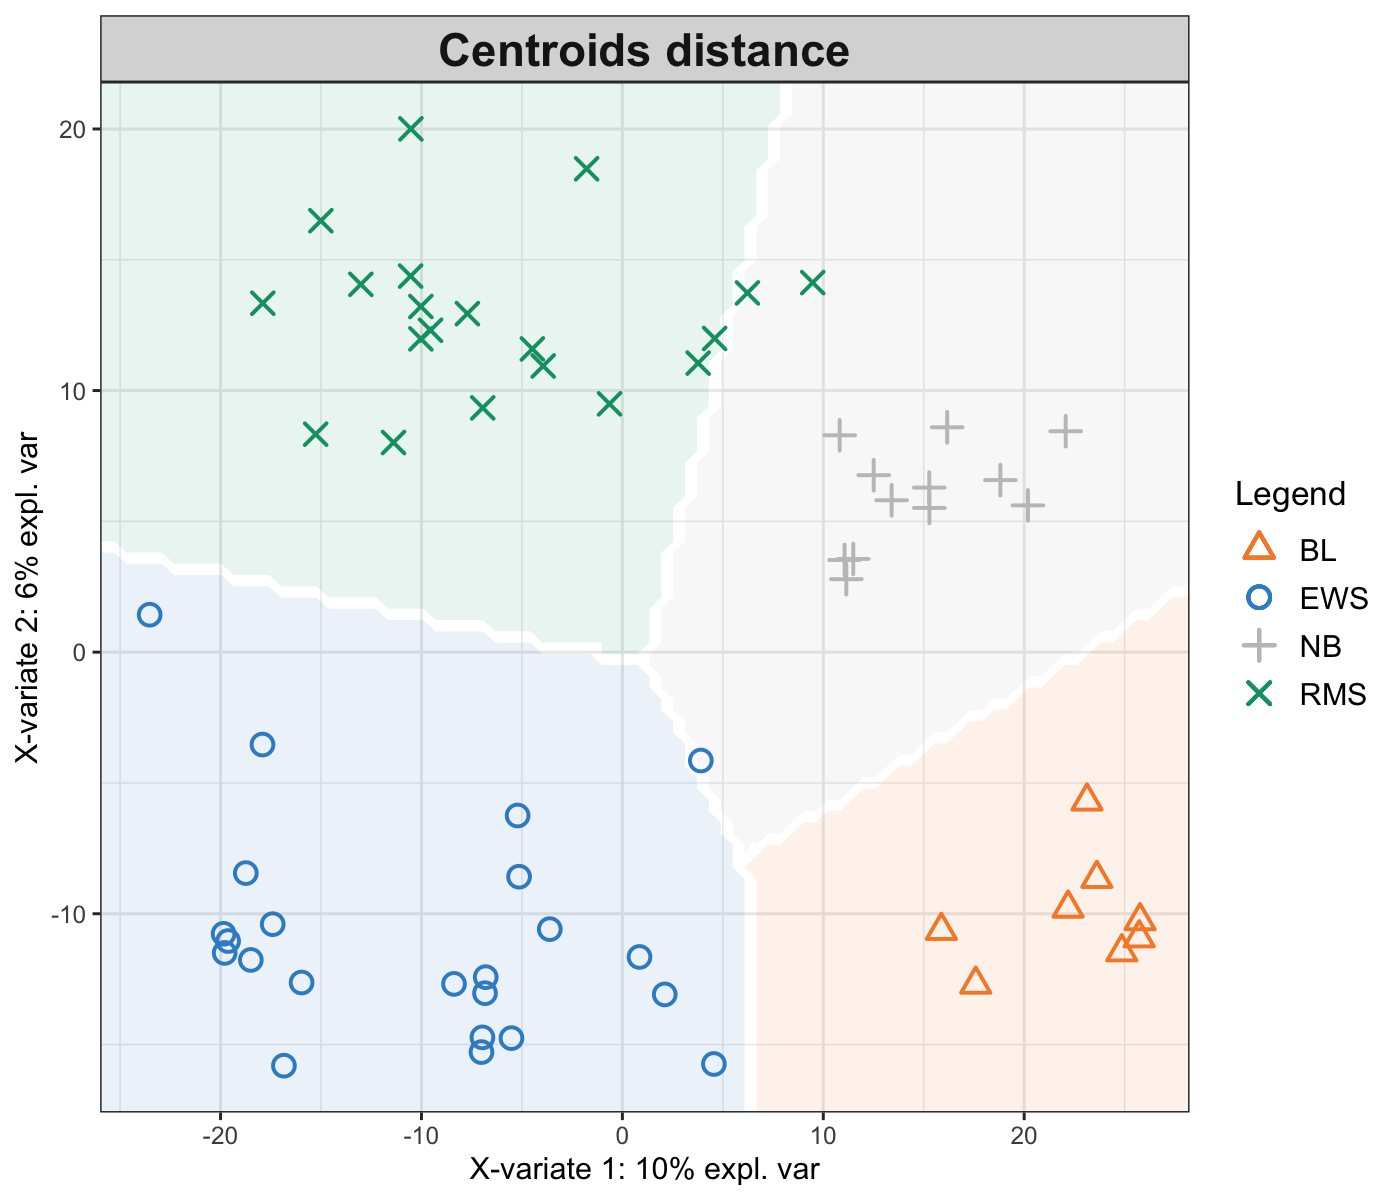 Centroids distance
20
10
0
-10
-20
-10
0
10
20
X-variate 1: 10% expl. var
X-variate 2: 6% expl. var
Legend
BL
EWS
NB
RMS